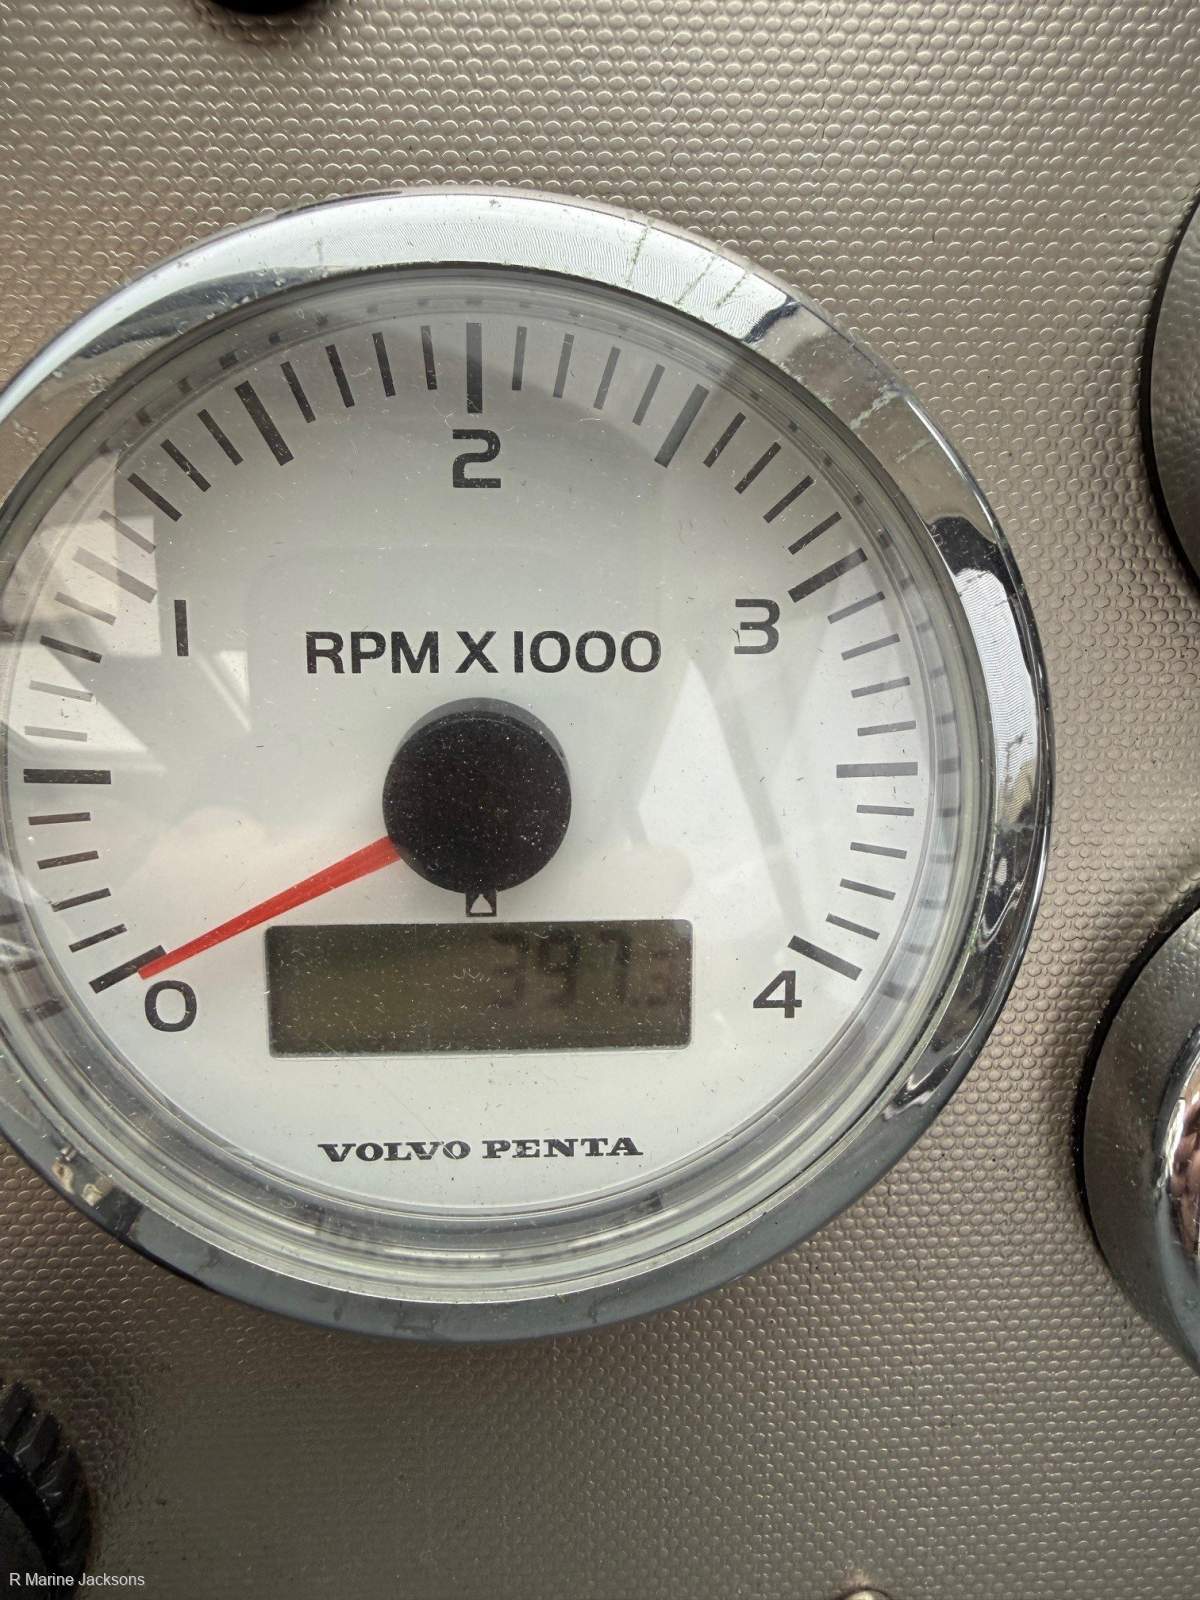 2
1
3
RPM X 1000
397.3
0
4
VOLVO PENTA
R Marine Jacksons